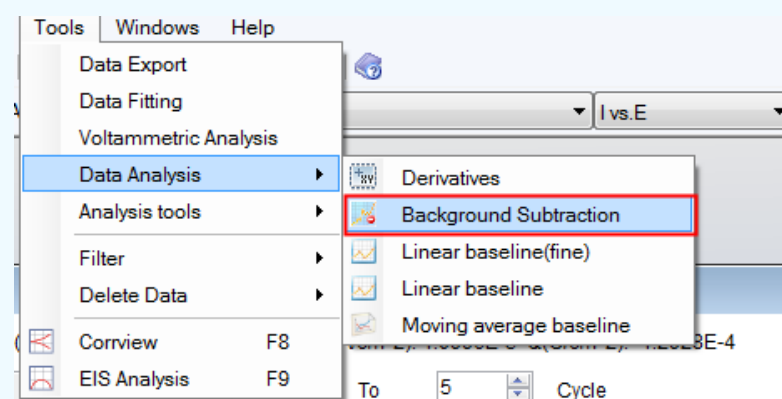 Tools Windows Help
Data Export
Data Fitting
I vs.E
Voltammetric Analysis
Data Analysis
Derivatives
Analysis tools
Background Subtraction
Filter
Linear baseline(fine)
Delete Data
Linear baseline
Moving average baseline
Corrview F8
E-4
EIS Analysis F9
To 5 Cycle